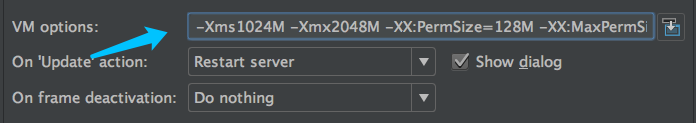 VM options: -Xms1024M -Xmx2048M -XX:PermSize=128M -XX:MaxPermSi
On 'Update' action: Restart server Show dialog
On frame deactivation: Do nothing